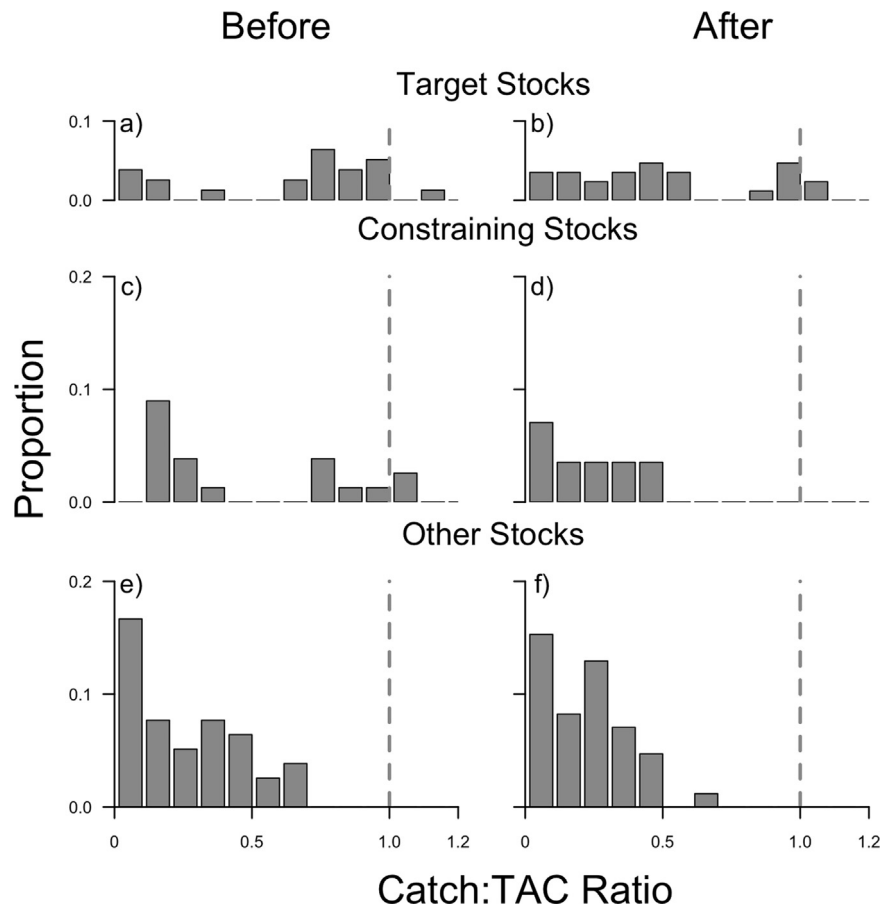 Before After
Target Stocks
a) b)
0.1
0.0
Constraining Stocks
c) d)
0.2
0.1
0.0
Other Stocks
e) f)
0.2
0.1
0.0
0 0.5 1.0 1.2 0 0.5 1.0 1.2
Proportion
Catch:TAC Ratio